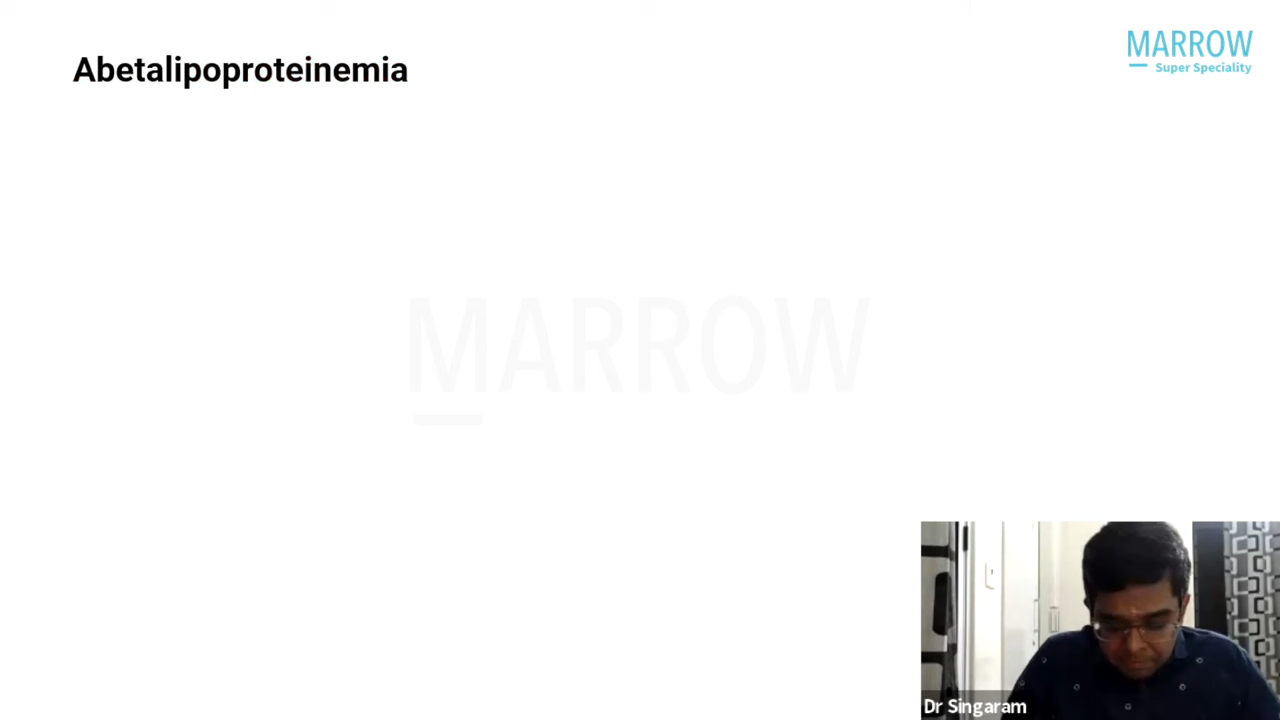 Abetalipoproteinemia
MARROW
Super Speciality
MARROW
Dr Singaram